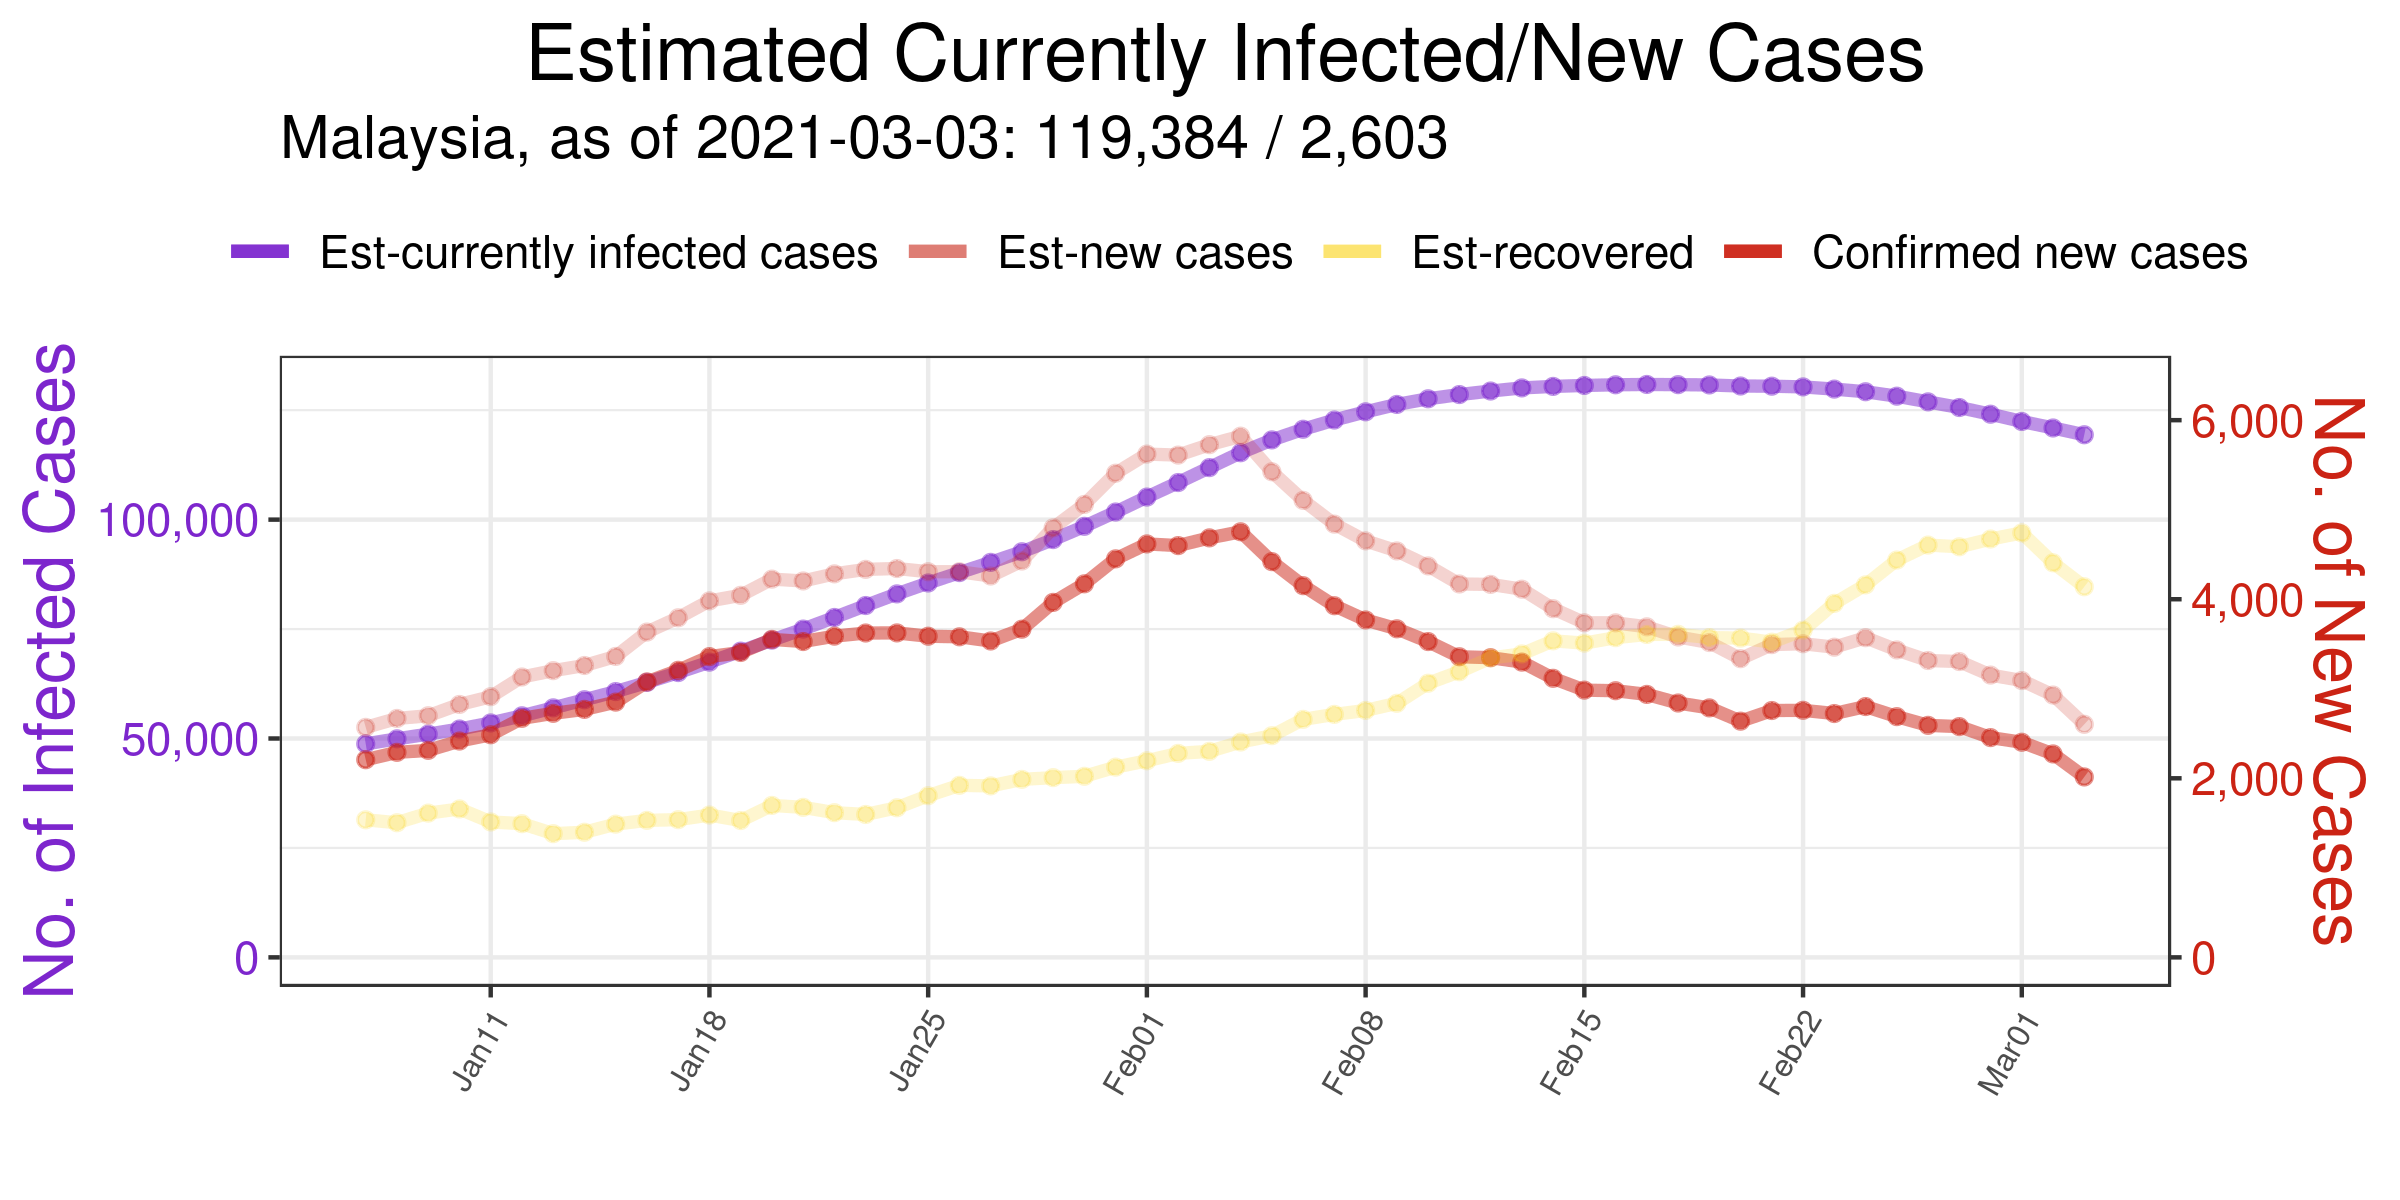 Estimated Currently Infected/New Cases
Malaysia, as of 2021-03-03: 119,384 / 2,603
Est-currently infected cases Est-new cases Est-recovered Confirmed new cases
No. of Infected Cases
100,000
50,000
0
6,000
4,000
2,000
0
No. of New Cases
Jan11 Jan18 Jan25 Feb01 Feb08 Feb15 Feb22 Mar01